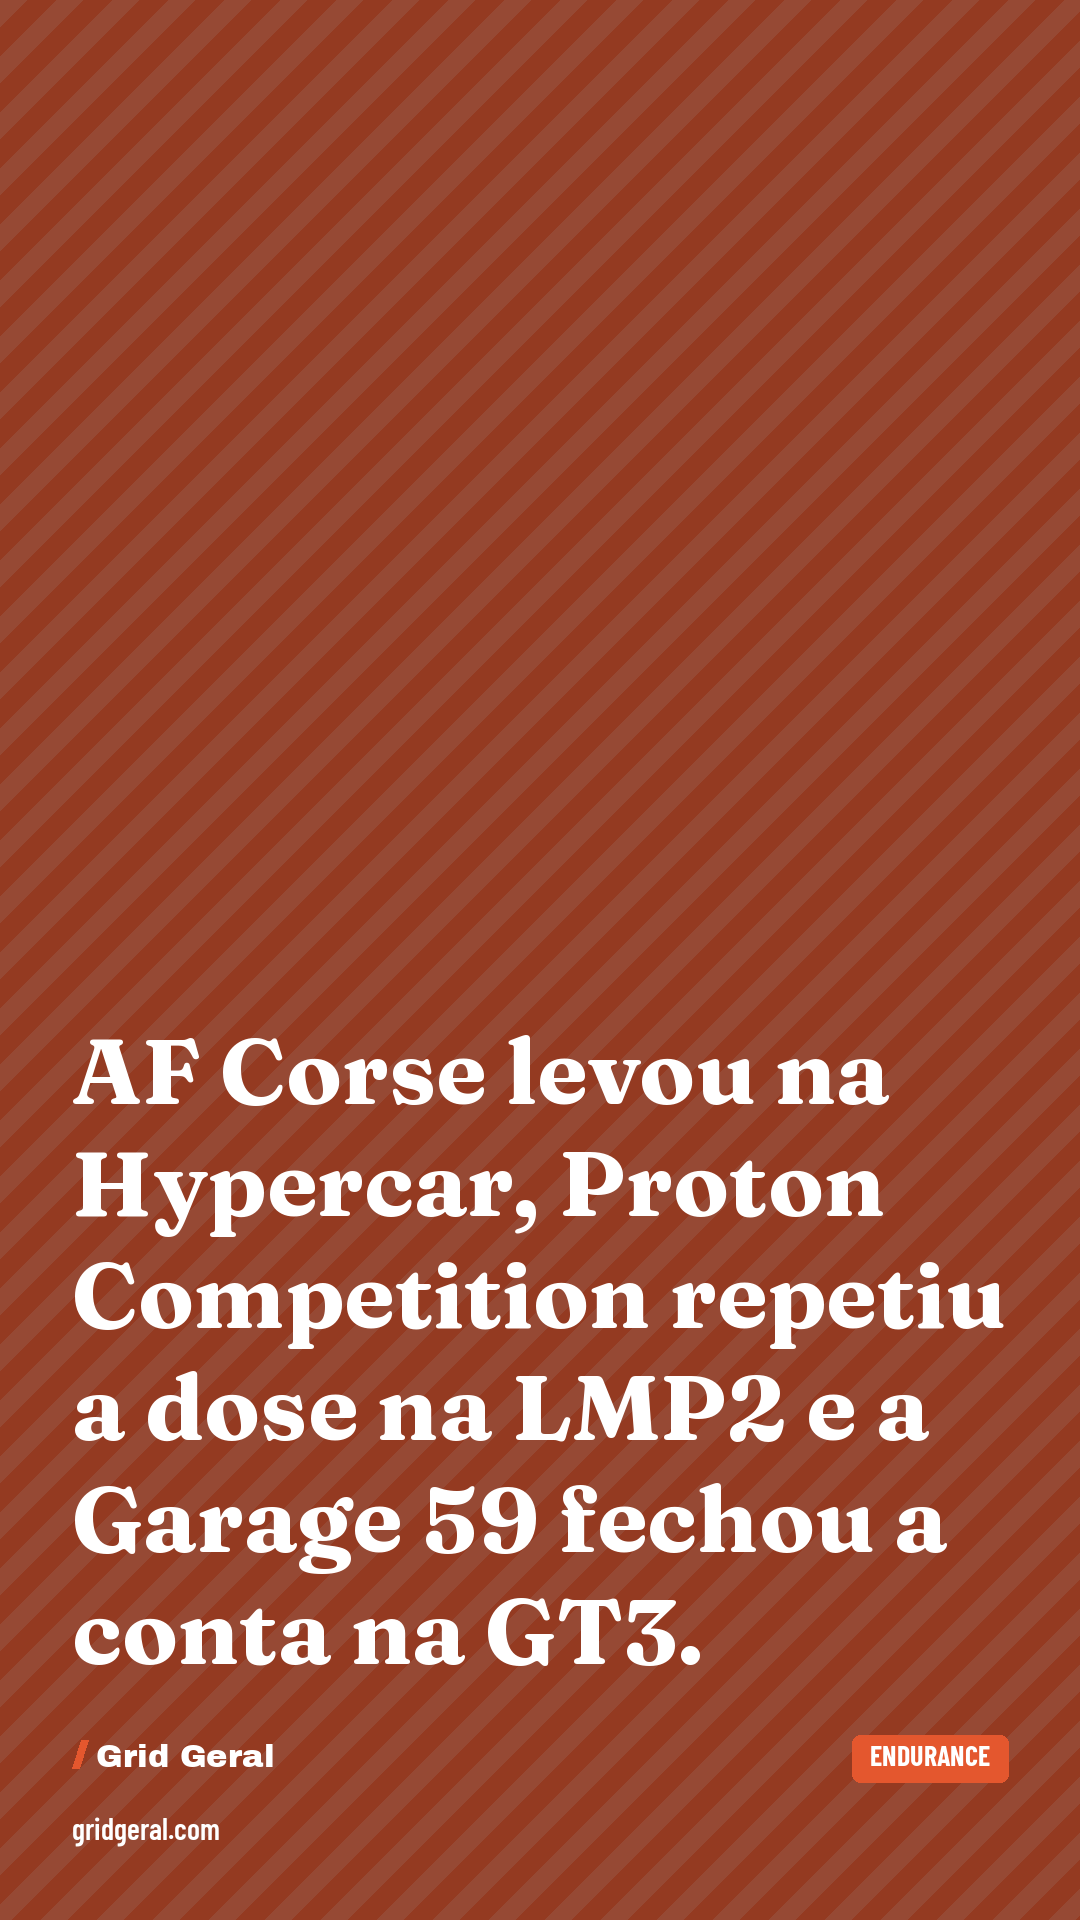 AF Corse levou na
Hypercar, Proton
Competition repetiu
a dose na LMP2 e a
Garage 59 fechou a
conta na GT3.
/ Grid Geral
ENDURANCE
gridgeral.com